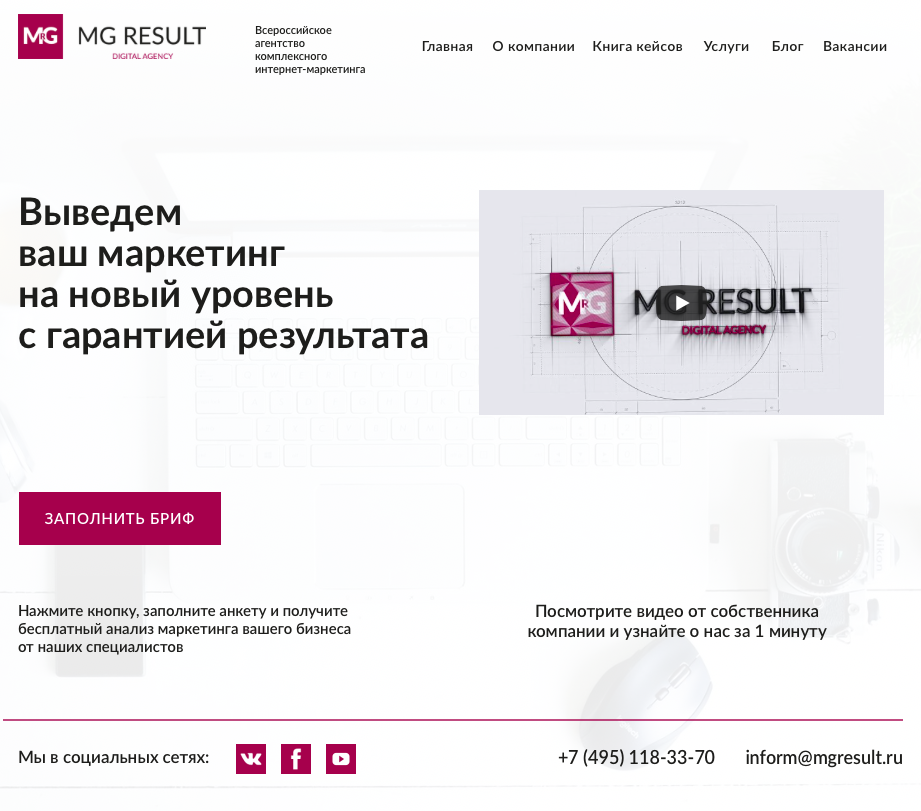 MRG MG RESULT
DIGITAL AGENCY
Всероссийское
агентство
комплексного
интернет-маркетинга
Главная О компании Книга кейсов Услуги Блог Вакансии
Выведем
ваш маркетинг
на новый уровень
с гарантией результата
MRG MG RESULT
DIGITAL AGENCY
ЗАПОЛНИТЬ БРИФ
Нажмите кнопку, заполните анкету и получите
бесплатный анализ маркетинга вашего бизнеса
от наших специалистов
Посмотрите видео от собственника
компании и узнайте о нас за 1 минуту
Мы в социальных сетях:
+7 (495) 118-33-70 inform@mgresult.ru